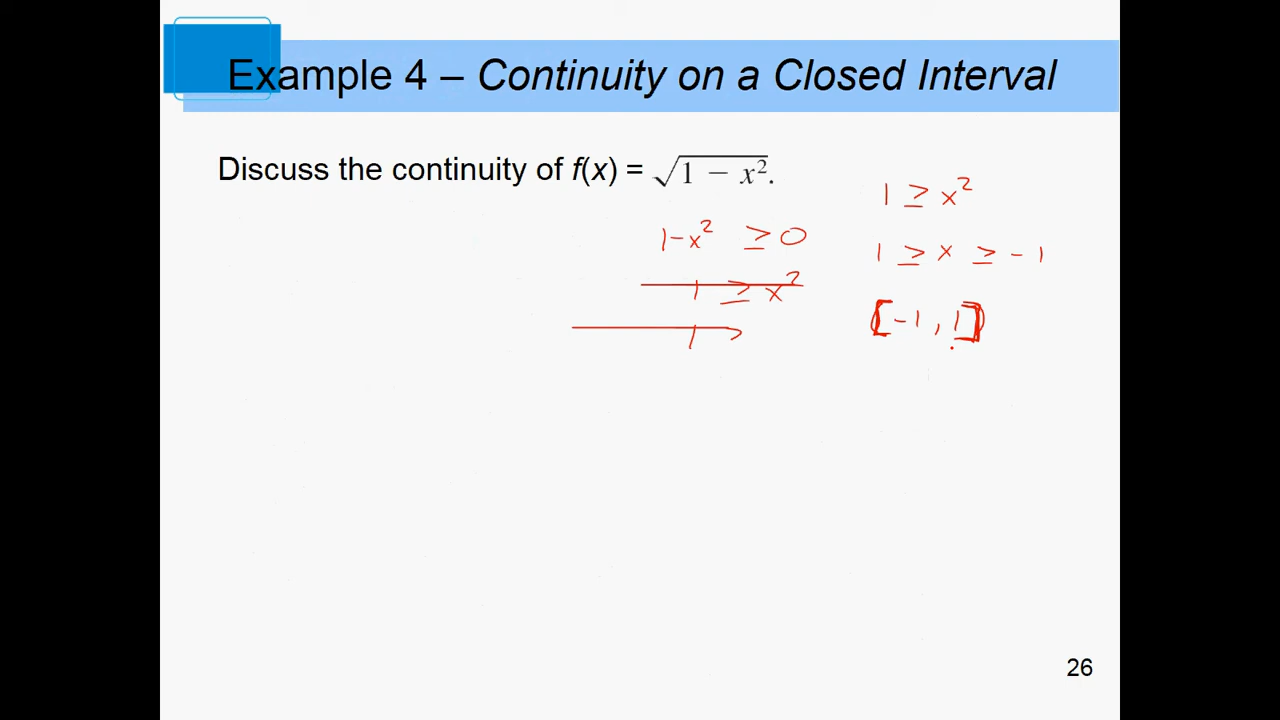 Example 4 – Continuity on a Closed Interval
Discuss the continuity of f(x) = √(1 − x²).
1 ≥ x²
1-x² ≥ 0
1 ≥ x ≥ -1
1 ≥ x²
[-1, 1]
1
26